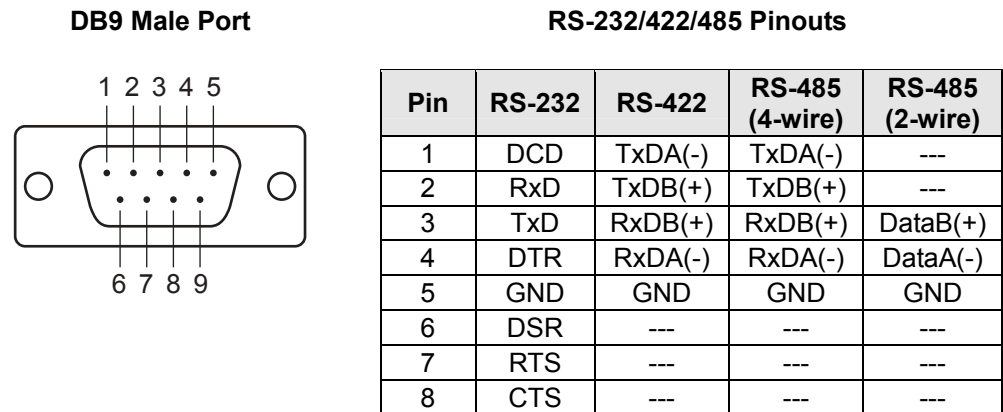 DB9 Male Port
RS-232/422/485 Pinouts
1 2 3 4 5
6 7 8 9
Pin RS-232 RS-422 RS-485 (4-wire) RS-485 (2-wire)
1 DCD TxDA(-) TxDA(-) ---
2 RxD TxDB(+) TxDB(+) ---
3 TxD RxDB(+) RxDB(+) DataB(+)
4 DTR RxDA(-) RxDA(-) DataA(-)
5 GND GND GND GND
6 DSR --- --- ---
7 RTS --- --- ---
8 CTS --- --- ---